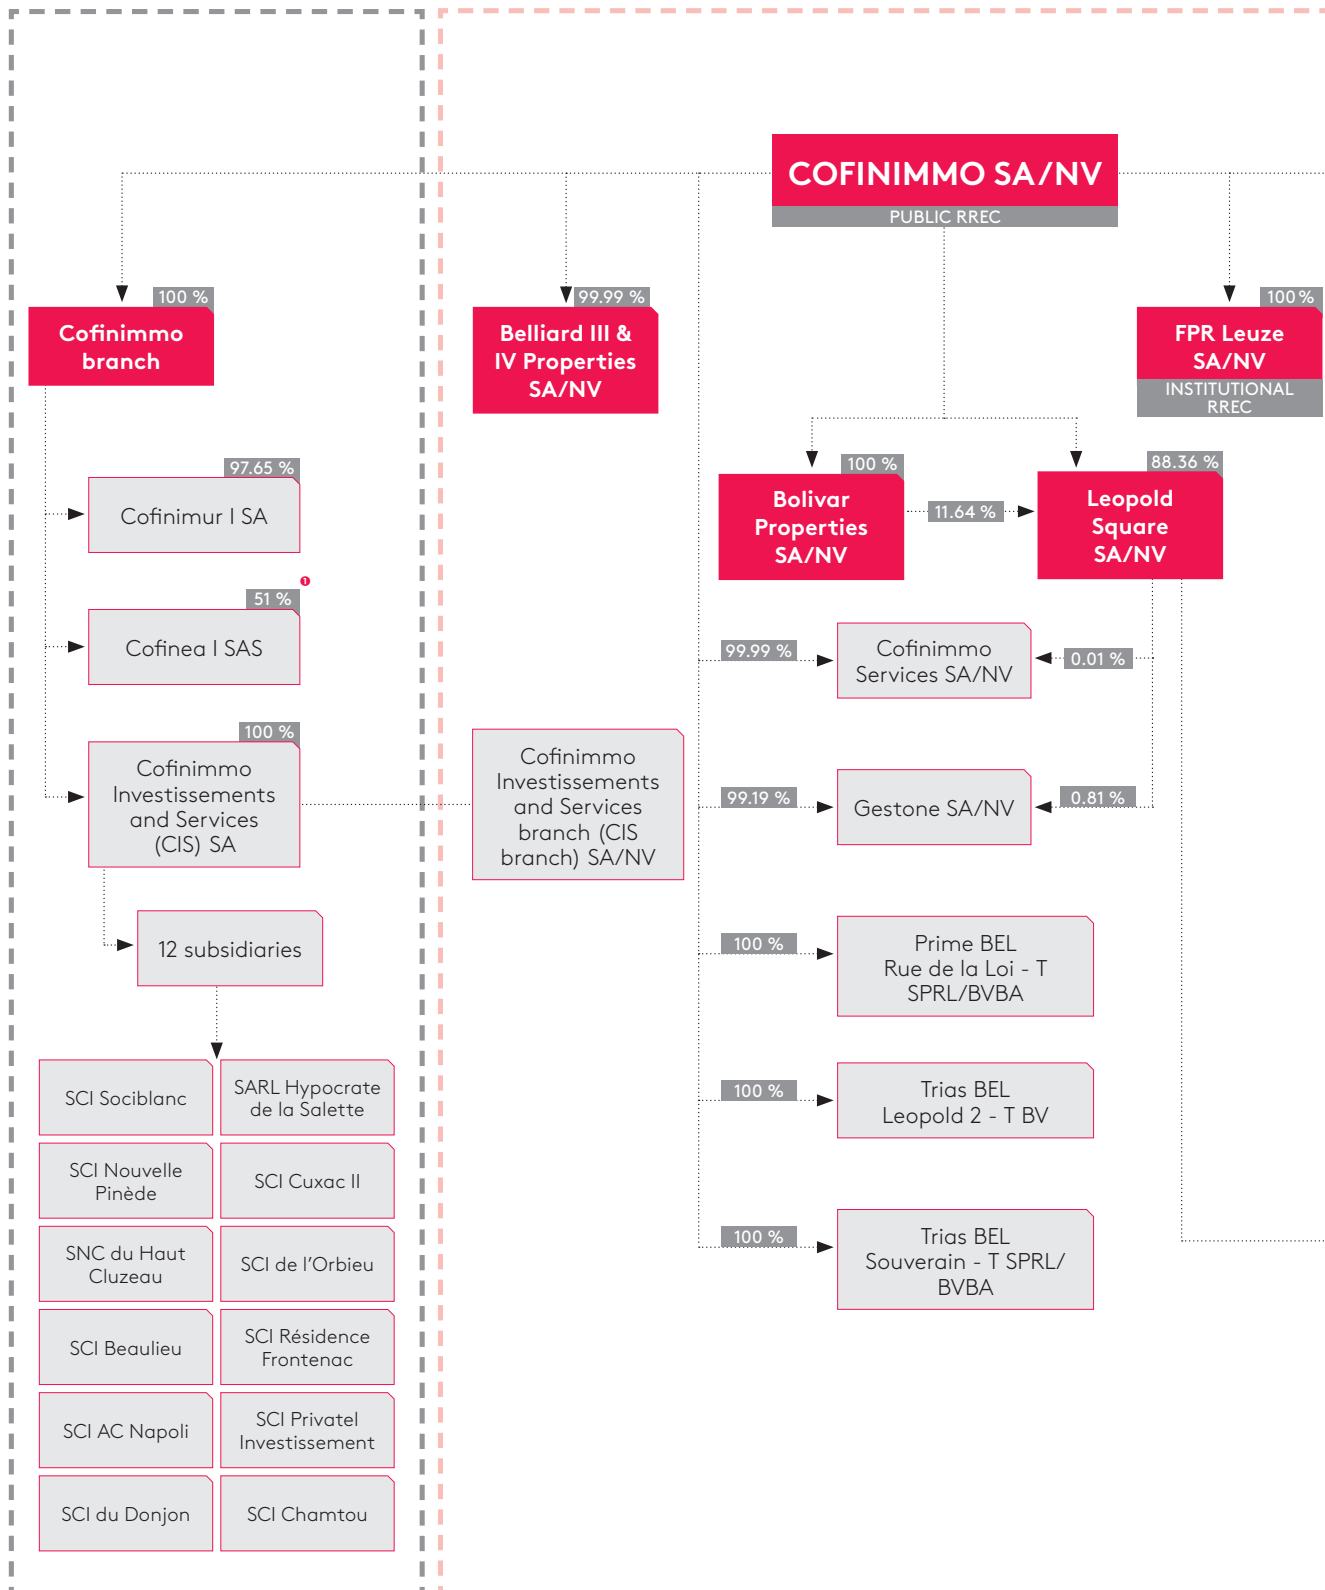 COFINIMMO SA/NV
PUBLIC RREC
100 %
Cofinimmo
branch
99.99 %
Belliard III &
IV Properties
SA/NV
100 %
FPR Leuze
SA/NV
INSTITUTIONAL
RREC
97.65 %
Cofinimur I SA
100 %
Bolivar
Properties
SA/NV
11.64 %
88.36 %
Leopold
Square
SA/NV
1
51 %
Cofinea I SAS
99.99 %
Cofinimmo
Services SA/NV
0.01 %
100 %
Cofinimmo
Investissements
and Services
(CIS) SA
Cofinimmo
Investissements
and Services
branch (CIS
branch) SA/NV
99.19 %
Gestone SA/NV
0.81 %
12 subsidiaries
100 %
Prime BEL
Rue de la Loi - T
SPRL/BVBA
SCI Sociblanc
SARL Hypocrate
de la Salette
100 %
Trias BEL
Leopold 2 - T BV
SCI Nouvelle
Pinède
SCI Cuxac II
SNC du Haut
Cluzeau
SCI de l'Orbieu
100 %
Trias BEL
Souverain - T SPRL/
BVBA
SCI Beaulieu
SCI Résidence
Frontenac
SCI AC Napoli
SCI Privatel
Investissement
SCI du Donjon
SCI Chamtou